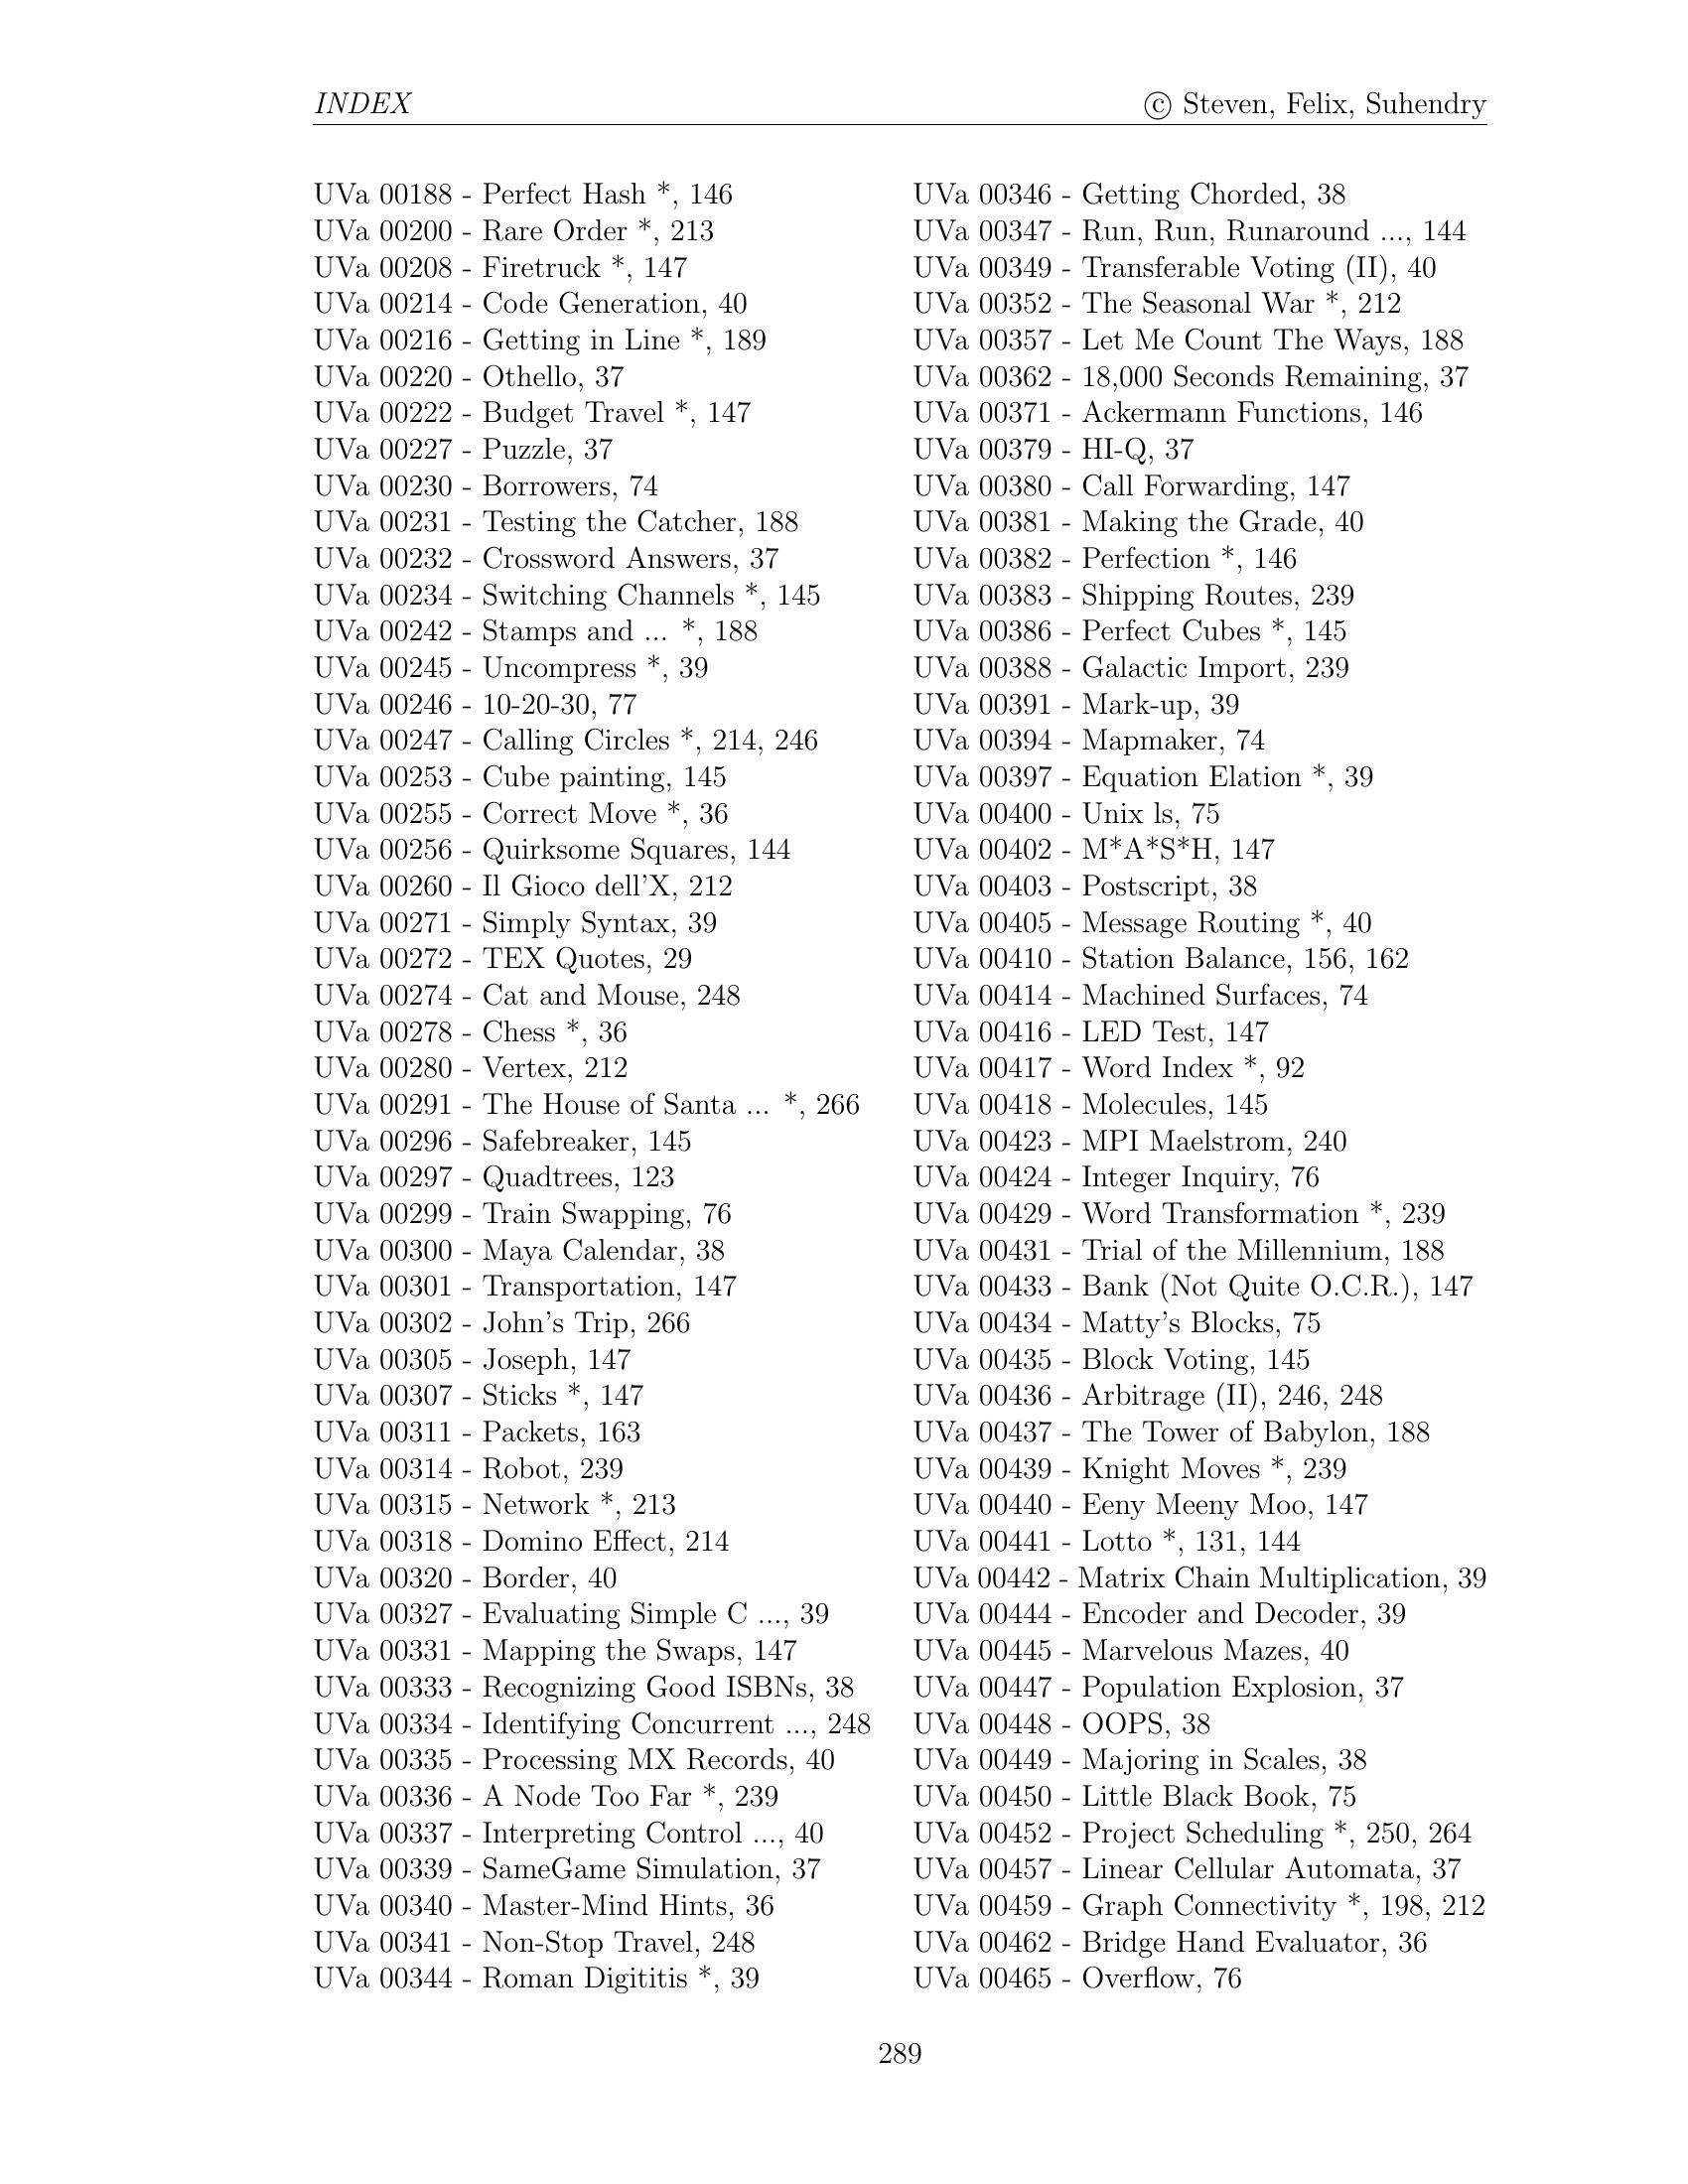 INDEX
© Steven, Felix, Suhendry
UVa 00188 - Perfect Hash *, 146
UVa 00200 - Rare Order *, 213
UVa 00208 - Firetruck *, 147
UVa 00214 - Code Generation, 40
UVa 00216 - Getting in Line *, 189
UVa 00220 - Othello, 37
UVa 00222 - Budget Travel *, 147
UVa 00227 - Puzzle, 37
UVa 00230 - Borrowers, 74
UVa 00231 - Testing the Catcher, 188
UVa 00232 - Crossword Answers, 37
UVa 00234 - Switching Channels *, 145
UVa 00242 - Stamps and ... *, 188
UVa 00245 - Uncompress *, 39
UVa 00246 - 10-20-30, 77
UVa 00247 - Calling Circles *, 214, 246
UVa 00253 - Cube painting, 145
UVa 00255 - Correct Move *, 36
UVa 00256 - Quirksome Squares, 144
UVa 00260 - Il Gioco dell'X, 212
UVa 00271 - Simply Syntax, 39
UVa 00272 - TEX Quotes, 29
UVa 00274 - Cat and Mouse, 248
UVa 00278 - Chess *, 36
UVa 00280 - Vertex, 212
UVa 00291 - The House of Santa ... *, 266
UVa 00296 - Safebreaker, 145
UVa 00297 - Quadtrees, 123
UVa 00299 - Train Swapping, 76
UVa 00300 - Maya Calendar, 38
UVa 00301 - Transportation, 147
UVa 00302 - John's Trip, 266
UVa 00305 - Joseph, 147
UVa 00307 - Sticks *, 147
UVa 00311 - Packets, 163
UVa 00314 - Robot, 239
UVa 00315 - Network *, 213
UVa 00318 - Domino Effect, 214
UVa 00320 - Border, 40
UVa 00327 - Evaluating Simple C ..., 39
UVa 00331 - Mapping the Swaps, 147
UVa 00333 - Recognizing Good ISBNs, 38
UVa 00334 - Identifying Concurrent ..., 248
UVa 00335 - Processing MX Records, 40
UVa 00336 - A Node Too Far *, 239
UVa 00337 - Interpreting Control ..., 40
UVa 00339 - SameGame Simulation, 37
UVa 00340 - Master-Mind Hints, 36
UVa 00341 - Non-Stop Travel, 248
UVa 00344 - Roman Digititis *, 39
UVa 00346 - Getting Chorded, 38
UVa 00347 - Run, Run, Runaround ..., 144
UVa 00349 - Transferable Voting (II), 40
UVa 00352 - The Seasonal War *, 212
UVa 00357 - Let Me Count The Ways, 188
UVa 00362 - 18,000 Seconds Remaining, 37
UVa 00371 - Ackermann Functions, 146
UVa 00379 - HI-Q, 37
UVa 00380 - Call Forwarding, 147
UVa 00381 - Making the Grade, 40
UVa 00382 - Perfection *, 146
UVa 00383 - Shipping Routes, 239
UVa 00386 - Perfect Cubes *, 145
UVa 00388 - Galactic Import, 239
UVa 00391 - Mark-up, 39
UVa 00394 - Mapmaker, 74
UVa 00397 - Equation Elation *, 39
UVa 00400 - Unix ls, 75
UVa 00402 - M*A*S*H, 147
UVa 00403 - Postscript, 38
UVa 00405 - Message Routing *, 40
UVa 00410 - Station Balance, 156, 162
UVa 00414 - Machined Surfaces, 74
UVa 00416 - LED Test, 147
UVa 00417 - Word Index *, 92
UVa 00418 - Molecules, 145
UVa 00423 - MPI Maelstrom, 240
UVa 00424 - Integer Inquiry, 76
UVa 00429 - Word Transformation *, 239
UVa 00431 - Trial of the Millennium, 188
UVa 00433 - Bank (Not Quite O.C.R.), 147
UVa 00434 - Matty's Blocks, 75
UVa 00435 - Block Voting, 145
UVa 00436 - Arbitrage (II), 246, 248
UVa 00437 - The Tower of Babylon, 188
UVa 00439 - Knight Moves *, 239
UVa 00440 - Eeny Meeny Moo, 147
UVa 00441 - Lotto *, 131, 144
UVa 00442 - Matrix Chain Multiplication, 39
UVa 00444 - Encoder and Decoder, 39
UVa 00445 - Marvelous Mazes, 40
UVa 00447 - Population Explosion, 37
UVa 00448 - OOPS, 38
UVa 00449 - Majoring in Scales, 38
UVa 00450 - Little Black Book, 75
UVa 00452 - Project Scheduling *, 250, 264
UVa 00457 - Linear Cellular Automata, 37
UVa 00459 - Graph Connectivity *, 198, 212
UVa 00462 - Bridge Hand Evaluator, 36
UVa 00465 - Overflow, 76
289